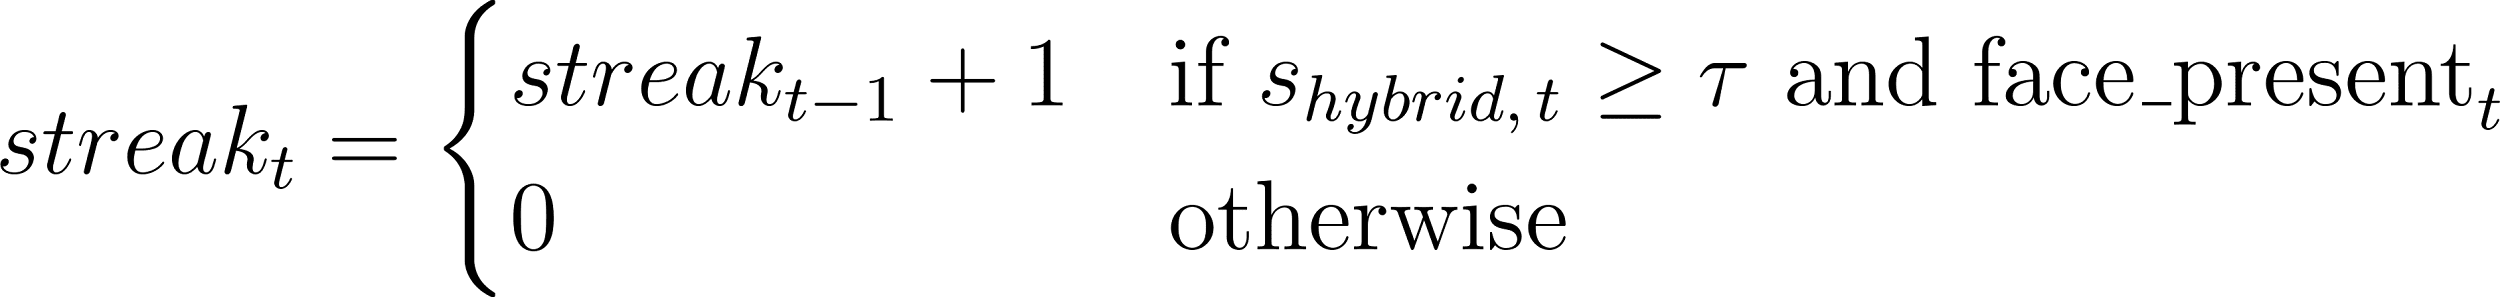 streak_t = { streak_{t−1} + 1 if s_{hybrid,t} ≥ τ and face_present_t
0 otherwise